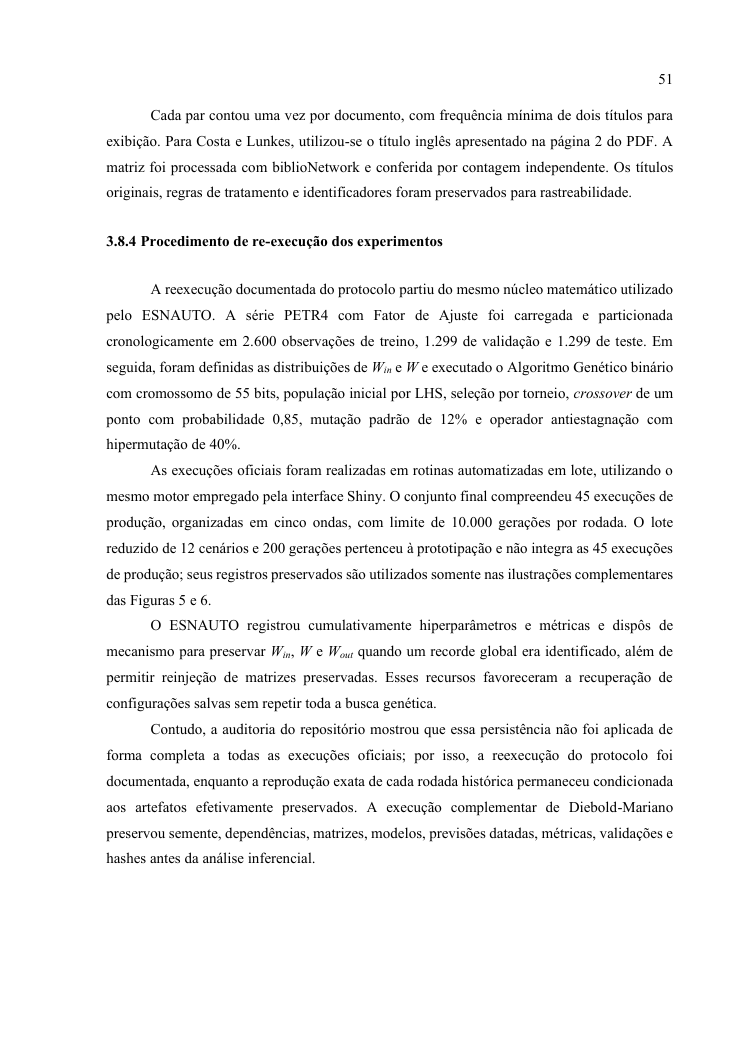 51
Cada par contou uma vez por documento, com frequência mínima de dois títulos para
exibição. Para Costa e Lunkes, utilizou-se o título inglês apresentado na página 2 do PDF. A
matriz foi processada com biblioNetwork e conferida por contagem independente. Os títulos
originais, regras de tratamento e identificadores foram preservados para rastreabilidade.
3.8.4 Procedimento de re-execução dos experimentos
A reexecução documentada do protocolo partiu do mesmo núcleo matemático utilizado
pelo ESNAUTO. A série PETR4 com Fator de Ajuste foi carregada e particionada
cronologicamente em 2.600 observações de treino, 1.299 de validação e 1.299 de teste. Em
seguida, foram definidas as distribuições de Win e W e executado o Algoritmo Genético binário
com cromossomo de 55 bits, população inicial por LHS, seleção por torneio, crossover de um
ponto com probabilidade 0,85, mutação padrão de 12% e operador antiestagnação com
hipermutação de 40%.
As execuções oficiais foram realizadas em rotinas automatizadas em lote, utilizando o
mesmo motor empregado pela interface Shiny. O conjunto final compreendeu 45 execuções de
produção, organizadas em cinco ondas, com limite de 10.000 gerações por rodada. O lote
reduzido de 12 cenários e 200 gerações pertenceu à prototipação e não integra as 45 execuções
de produção; seus registros preservados são utilizados somente nas ilustrações complementares
das Figuras 5 e 6.
O ESNAUTO registrou cumulativamente hiperparâmetros e métricas e dispôs de
mecanismo para preservar Win, W e Wout quando um recorde global era identificado, além de
permitir reinjeção de matrizes preservadas. Esses recursos favoreceram a recuperação de
configurações salvas sem repetir toda a busca genética.
Contudo, a auditoria do repositório mostrou que essa persistência não foi aplicada de
forma completa a todas as execuções oficiais; por isso, a reexecução do protocolo foi
documentada, enquanto a reprodução exata de cada rodada histórica permaneceu condicionada
aos artefatos efetivamente preservados. A execução complementar de Diebold-Mariano
preservou semente, dependências, matrizes, modelos, previsões datadas, métricas, validações e
hashes antes da análise inferencial.